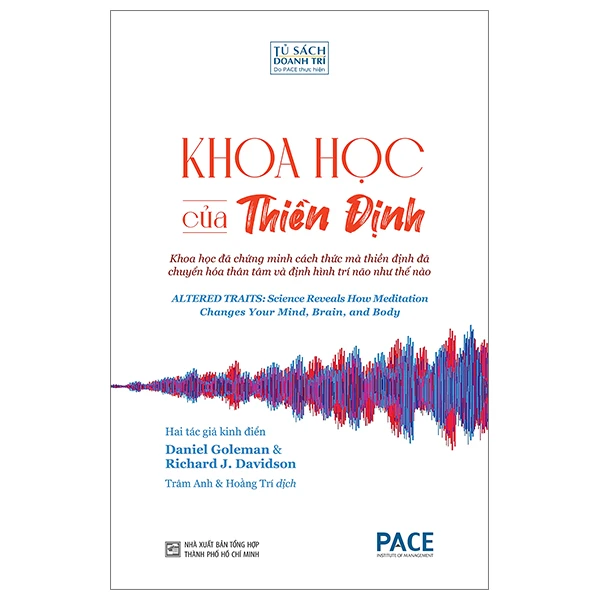 TỦ SÁCH
DOANH TRÍ
Do PACE thực hiện
KHOA HỌC
của Thiền Định
Khoa học đã chứng minh cách thức mà thiền định đã
chuyển hóa thân tâm và định hình trí não như thế nào
ALTERED TRAITS: Science Reveals How Meditation
Changes Your Mind, Brain, and Body
Hai tác giả kinh điển
Daniel Goleman &
Richard J. Davidson
Trâm Anh & Hoằng Trí dịch
NHÀ XUẤT BẢN TỔNG HỢP
THÀNH PHỐ HỒ CHÍ MINH
PACE
INSTITUTE OF MANAGEMENT